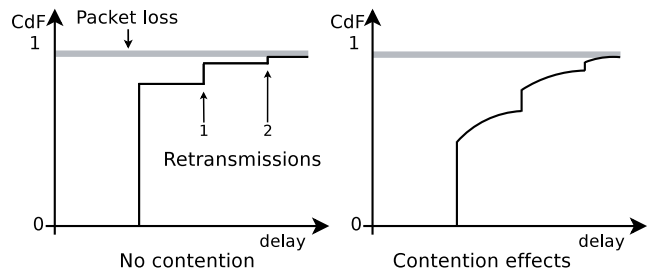 CdF
Packet loss
1
1
2
Retransmissions
0
delay
No contention
CdF
1
0
delay
Contention effects